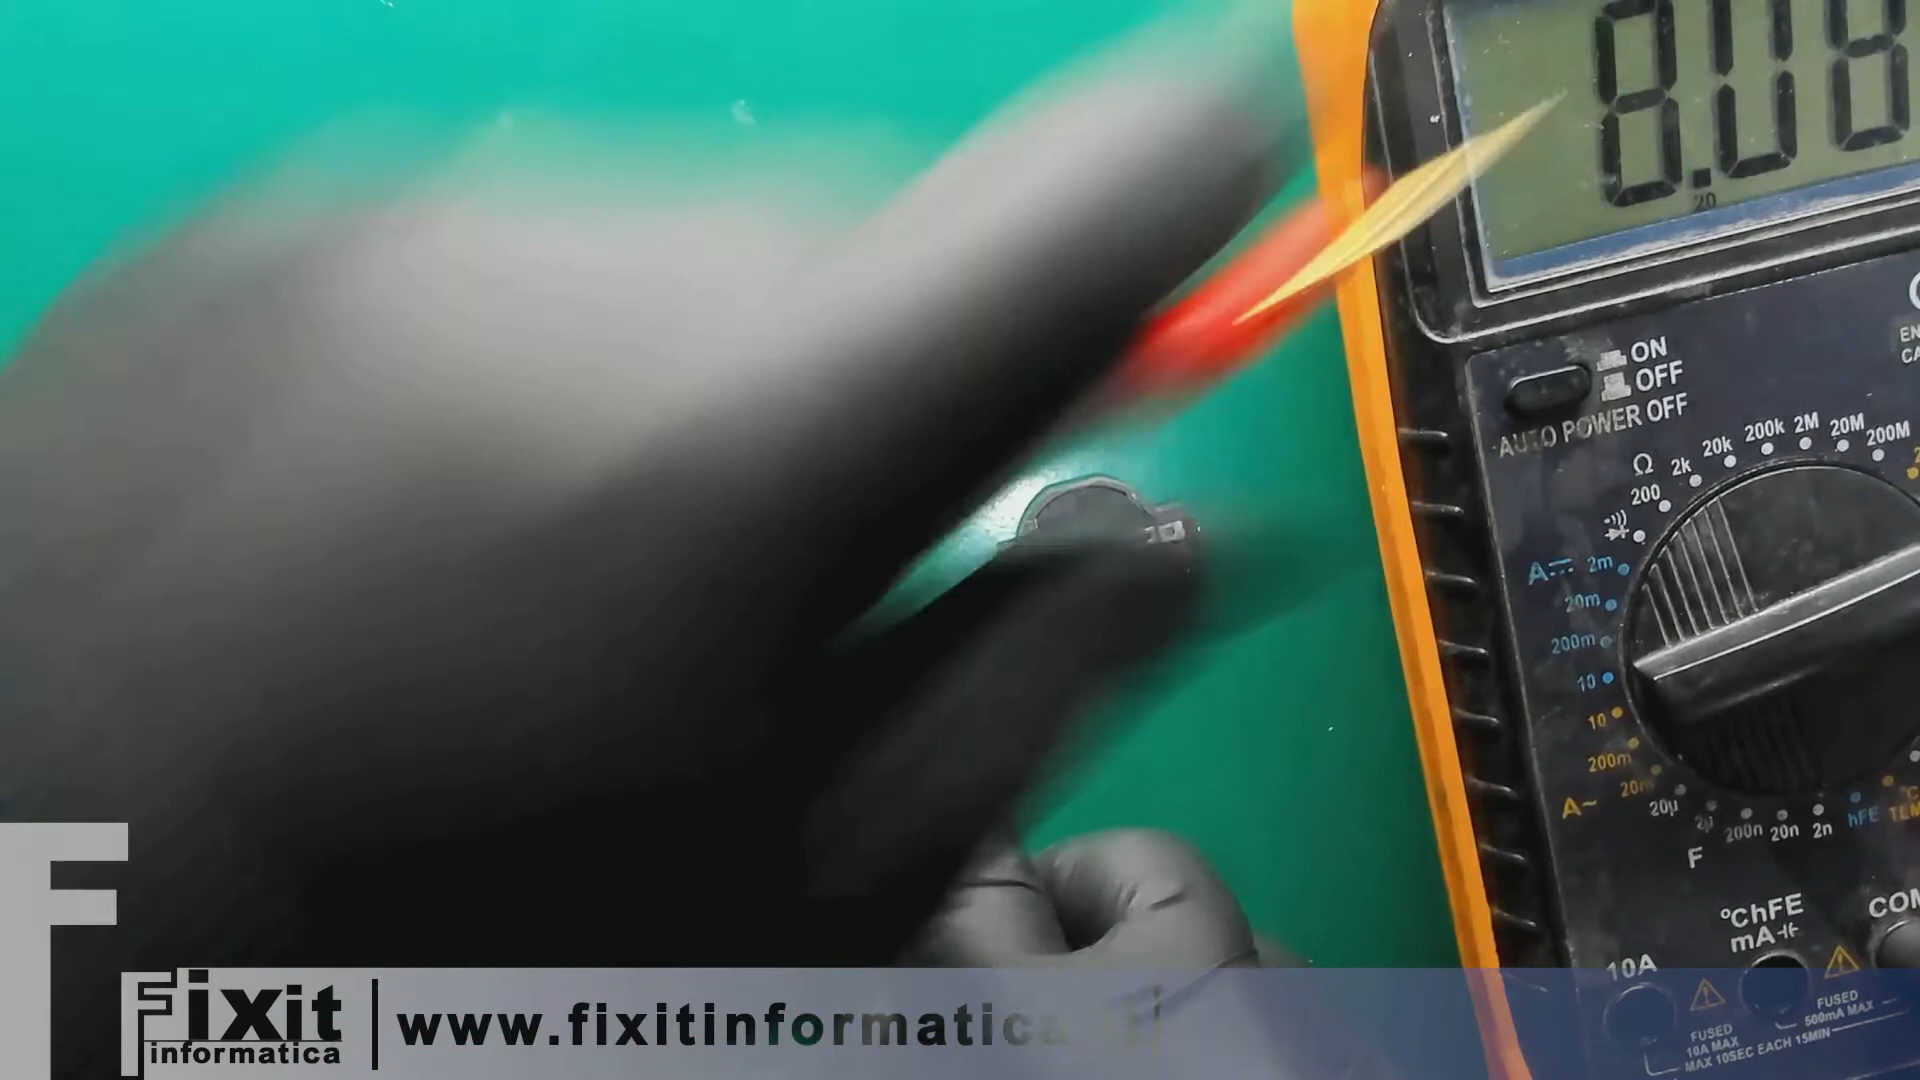 8.08
20
ON
OFF
AUTO POWER OFF
Ω
200
2k
20k
200k
2M
20M
200M
A
2m
20m
200m
10
10
200m
20m
A~
20µ
2µ
200n
20n
2n
hFE
F
ºChFE
mA
COM
10A
FUSED
10A MAX
MAX 10SEC EACH 15MIN
FUSED
500mA MAX
F
Fixit
informatica
www.fixitinformatica